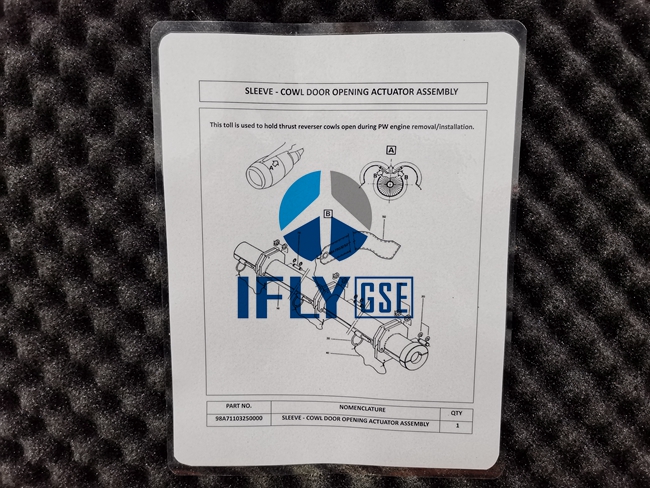 SLEEVE - COWL DOOR OPENING ACTUATOR ASSEMBLY
This toll is used to hold thrust reverser cowls open during PW engine removal/installation.
A
B B
B
IFLY GSE
PART NO. NOMENCLATURE QTY
98A71103250000 SLEEVE - COWL DOOR OPENING ACTUATOR ASSEMBLY 1